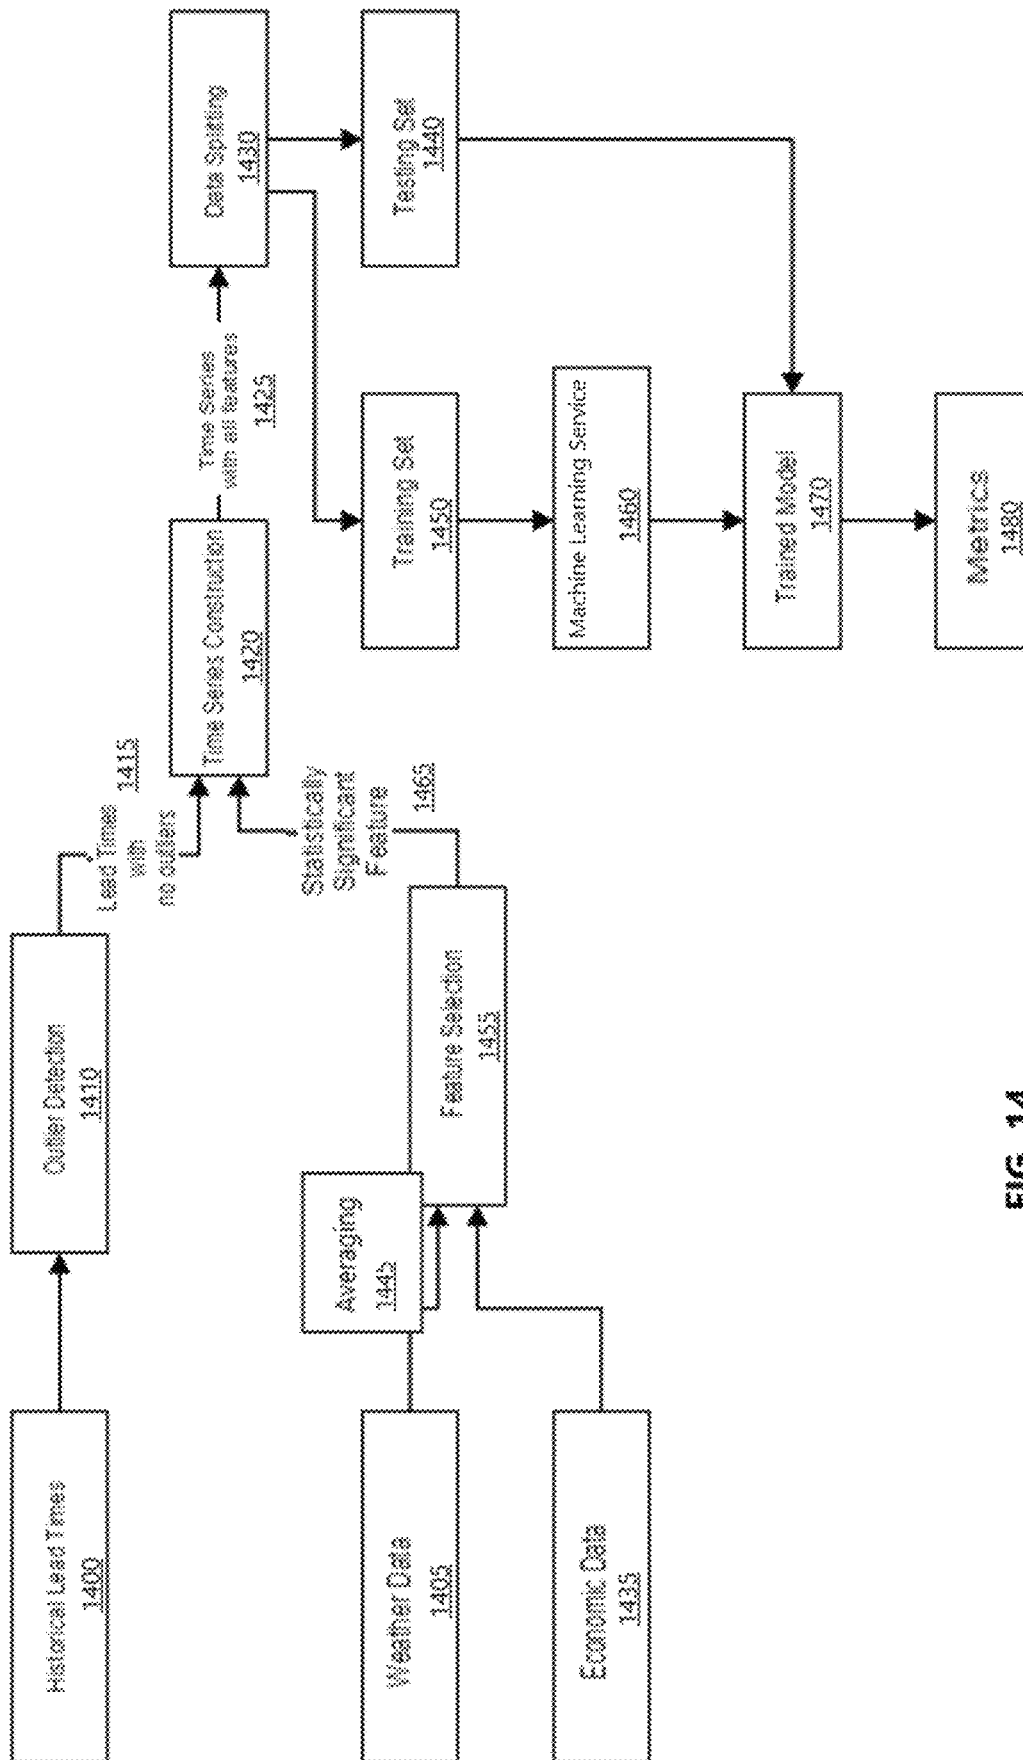 Historical Lead Times
1400
Outlier Detection
1410
Lead Times
with
no outliers
1415
Weather Data
1405
Averaging
1445
Economic Data
1435
Feature Selection
1455
Statistically
Significant
Feature
1465
Time Series Construction
1420
Time Series
with all features
1425
Data Splitting
1430
Testing Set
1440
Training Set
1450
Machine Learning Service
1460
Trained Model
1470
Metrics
1480
FIG. 14